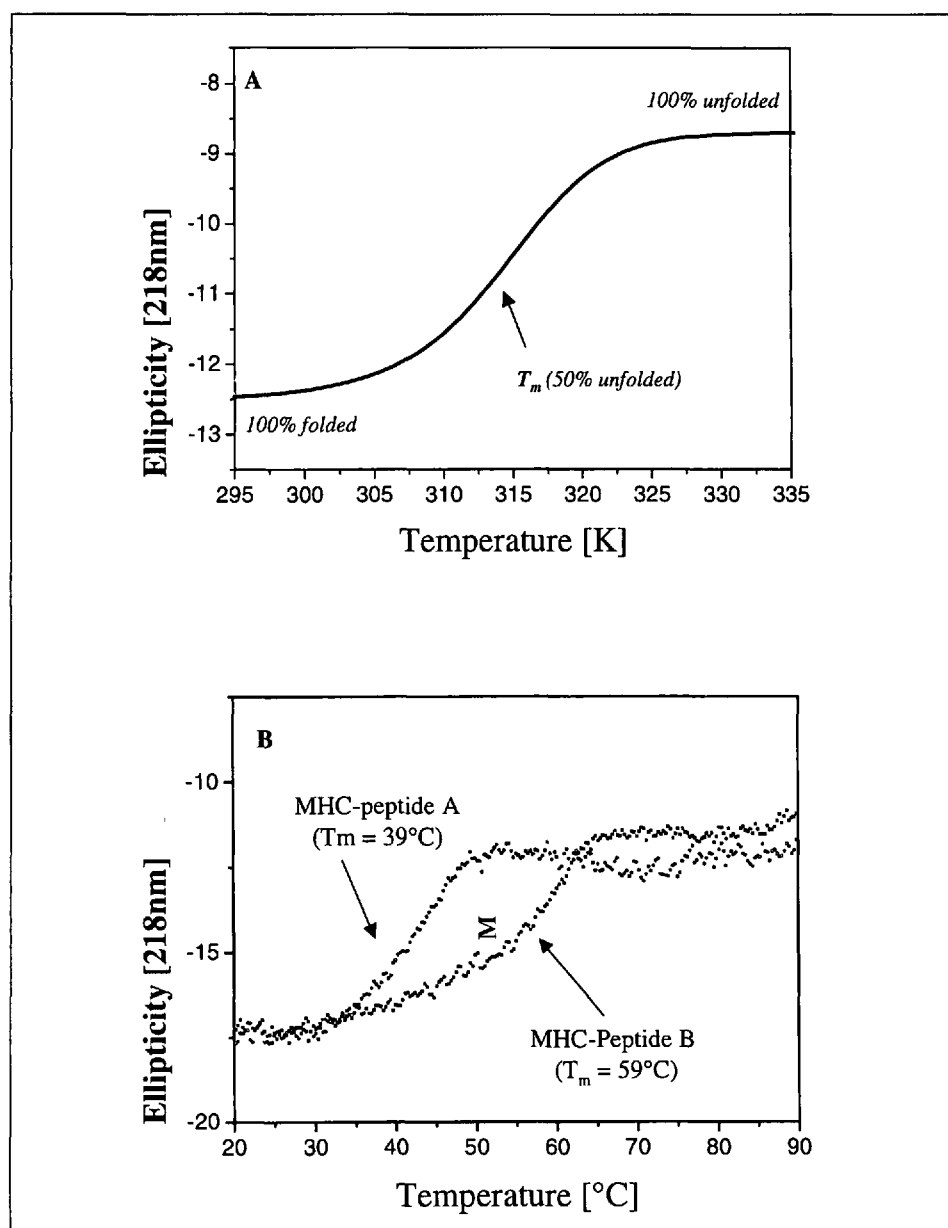 A
100% unfolded
-8
-9
-10
-11
-12
-13
Ellipticity [218nm]
Tm (50% unfolded)
100% folded
295 300 305 310 315 320 325 330 335
Temperature [K]
B
-10
-15
-20
Ellipticity [218nm]
MHC-peptide A
(Tm = 39°C)
M
MHC-Peptide B
(Tm = 59°C)
20 30 40 50 60 70 80 90
Temperature [°C]